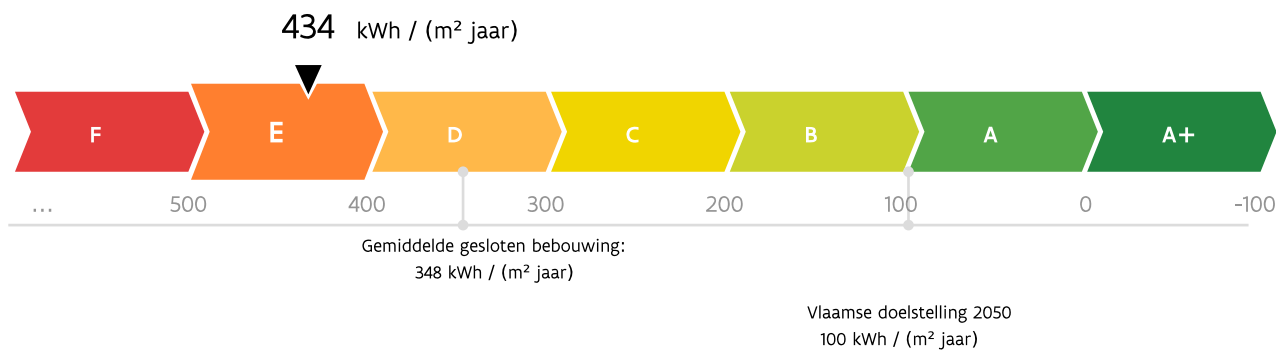 434 kWh / (m² jaar)
F E D C B A A+
... 500 400 300 200 100 0 -100
Gemiddelde gesloten bebouwing:
348 kWh / (m² jaar)
Vlaamse doelstelling 2050
100 kWh / (m² jaar)